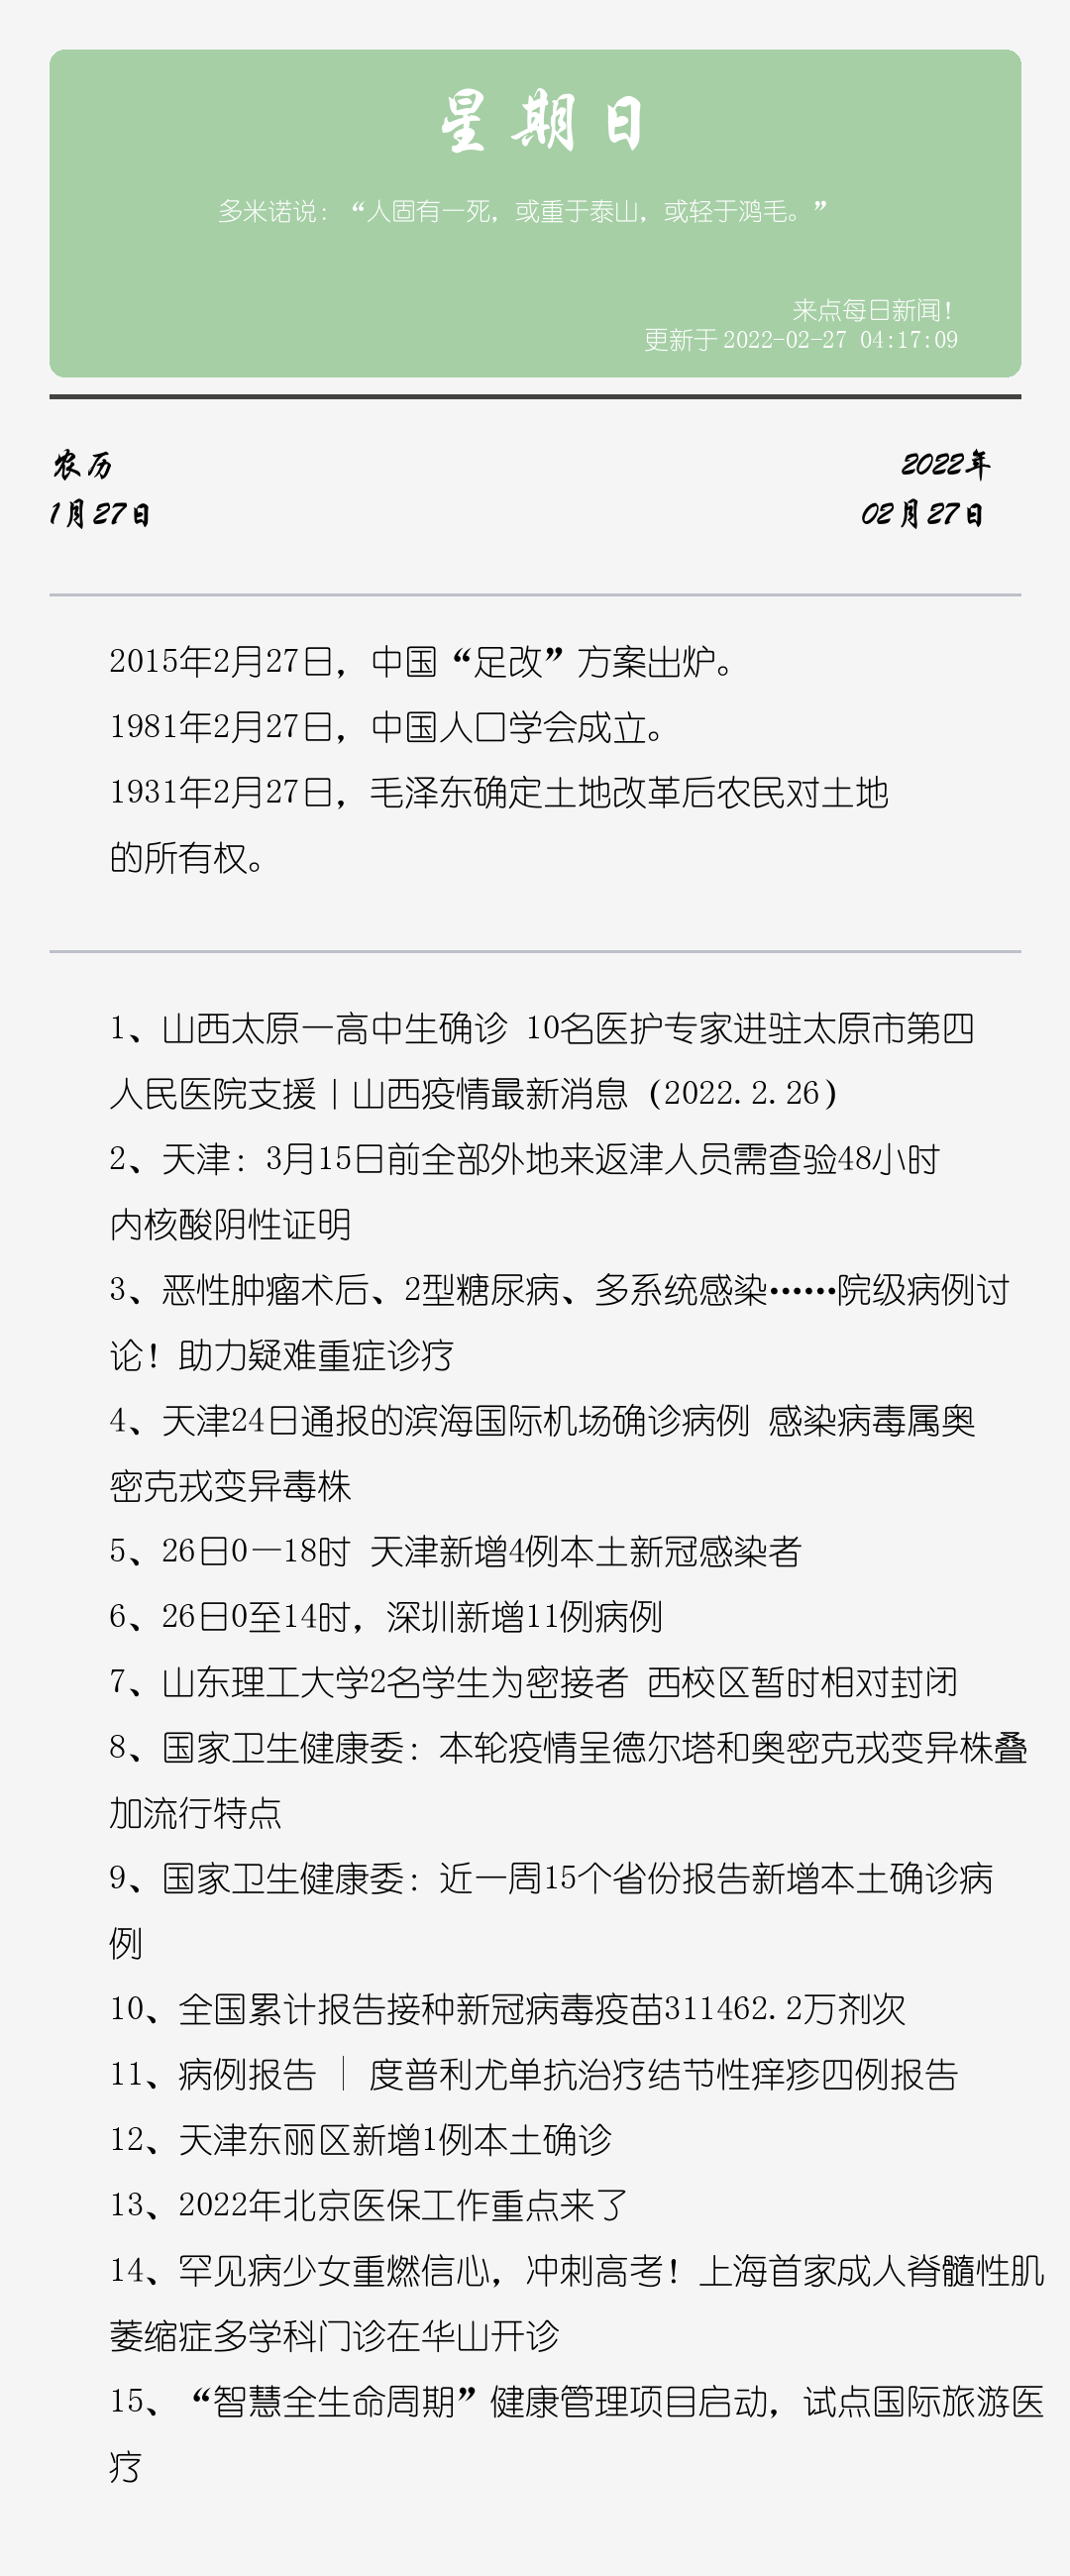 星期日
多米诺说：“人固有一死，或重于泰山，或轻于鸿毛。”
来点每日新闻！
更新于 2022-02-27 04:17:09
农历
2022年
1月27日
02月27日
2015年2月27日，中国“足改”方案出炉。
1981年2月27日，中国人口学会成立。
1931年2月27日，毛泽东确定土地改革后农民对土地
的所有权。
1、山西太原一高中生确诊 10名医护专家进驻太原市第四
人民医院支援丨山西疫情最新消息（2022.2.26）
2、天津：3月15日前全部外地来返津人员需查验48小时
内核酸阴性证明
3、恶性肿瘤术后、2型糖尿病、多系统感染……院级病例讨
论！助力疑难重症诊疗
4、天津24日通报的滨海国际机场确诊病例 感染病毒属奥
密克戎变异毒株
5、26日0—18时 天津新增4例本土新冠感染者
6、26日0至14时，深圳新增11例病例
7、山东理工大学2名学生为密接者 西校区暂时相对封闭
8、国家卫生健康委：本轮疫情呈德尔塔和奥密克戎变异株叠
加流行特点
9、国家卫生健康委：近一周15个省份报告新增本土确诊病
例
10、全国累计报告接种新冠病毒疫苗311462.2万剂次
11、病例报告 │ 度普利尤单抗治疗结节性痒疹四例报告
12、天津东丽区新增1例本土确诊
13、2022年北京医保工作重点来了
14、罕见病少女重燃信心，冲刺高考！上海首家成人脊髓性肌
萎缩症多学科门诊在华山开诊
15、“智慧全生命周期”健康管理项目启动，试点国际旅游医
疗